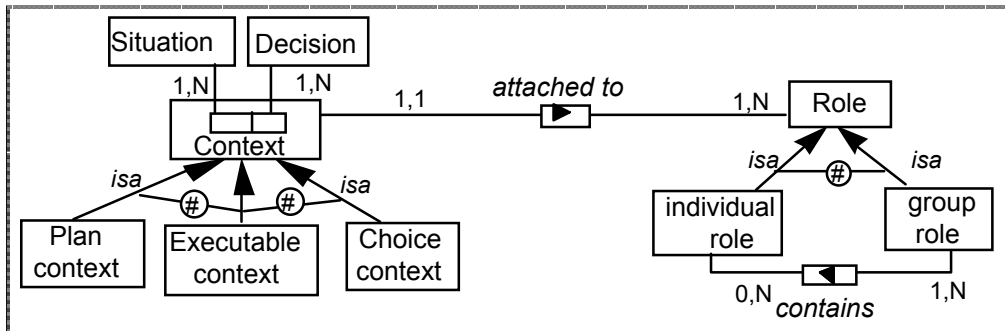 Situation
Decision
1,N
1,N
attached to
1,1
1,N
Role
Context
isa
isa
isa
#
#
#
Plan
context
Executable
context
Choice
context
individual
role
group
role
0,N
1,N
contains